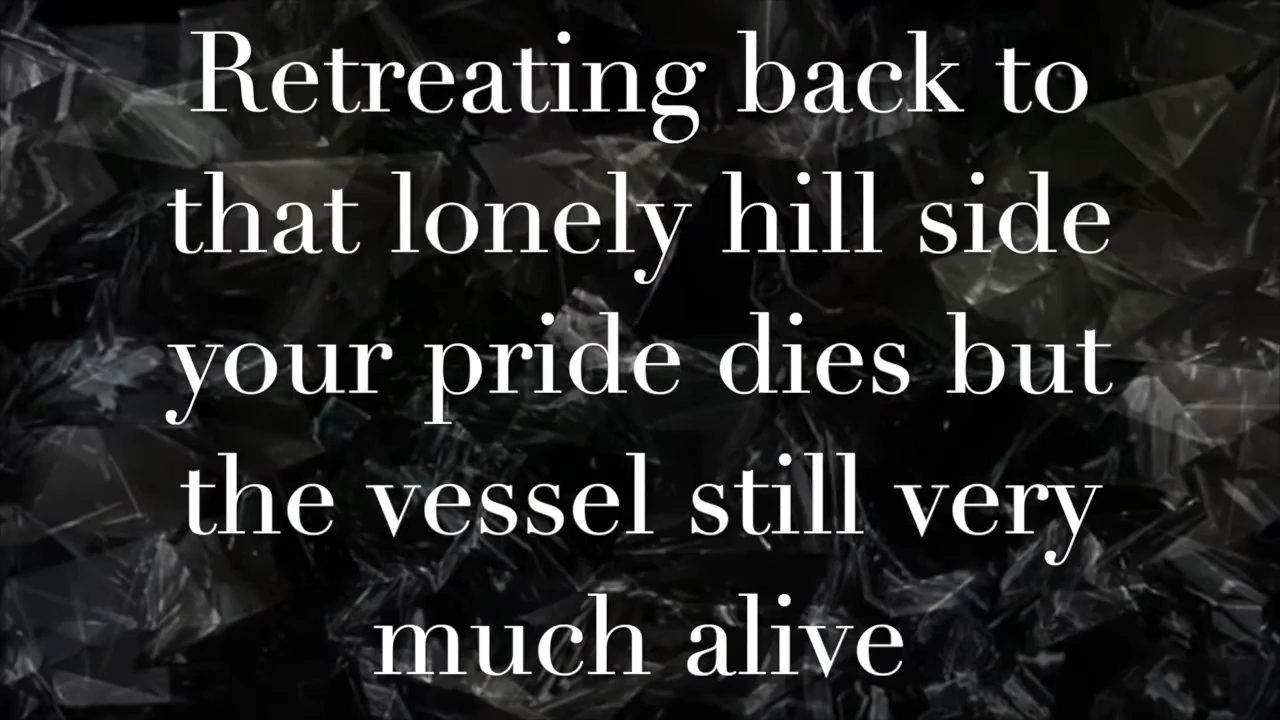 Retreating back to
that lonely hill side
your pride dies but
the vessel still very
much alive